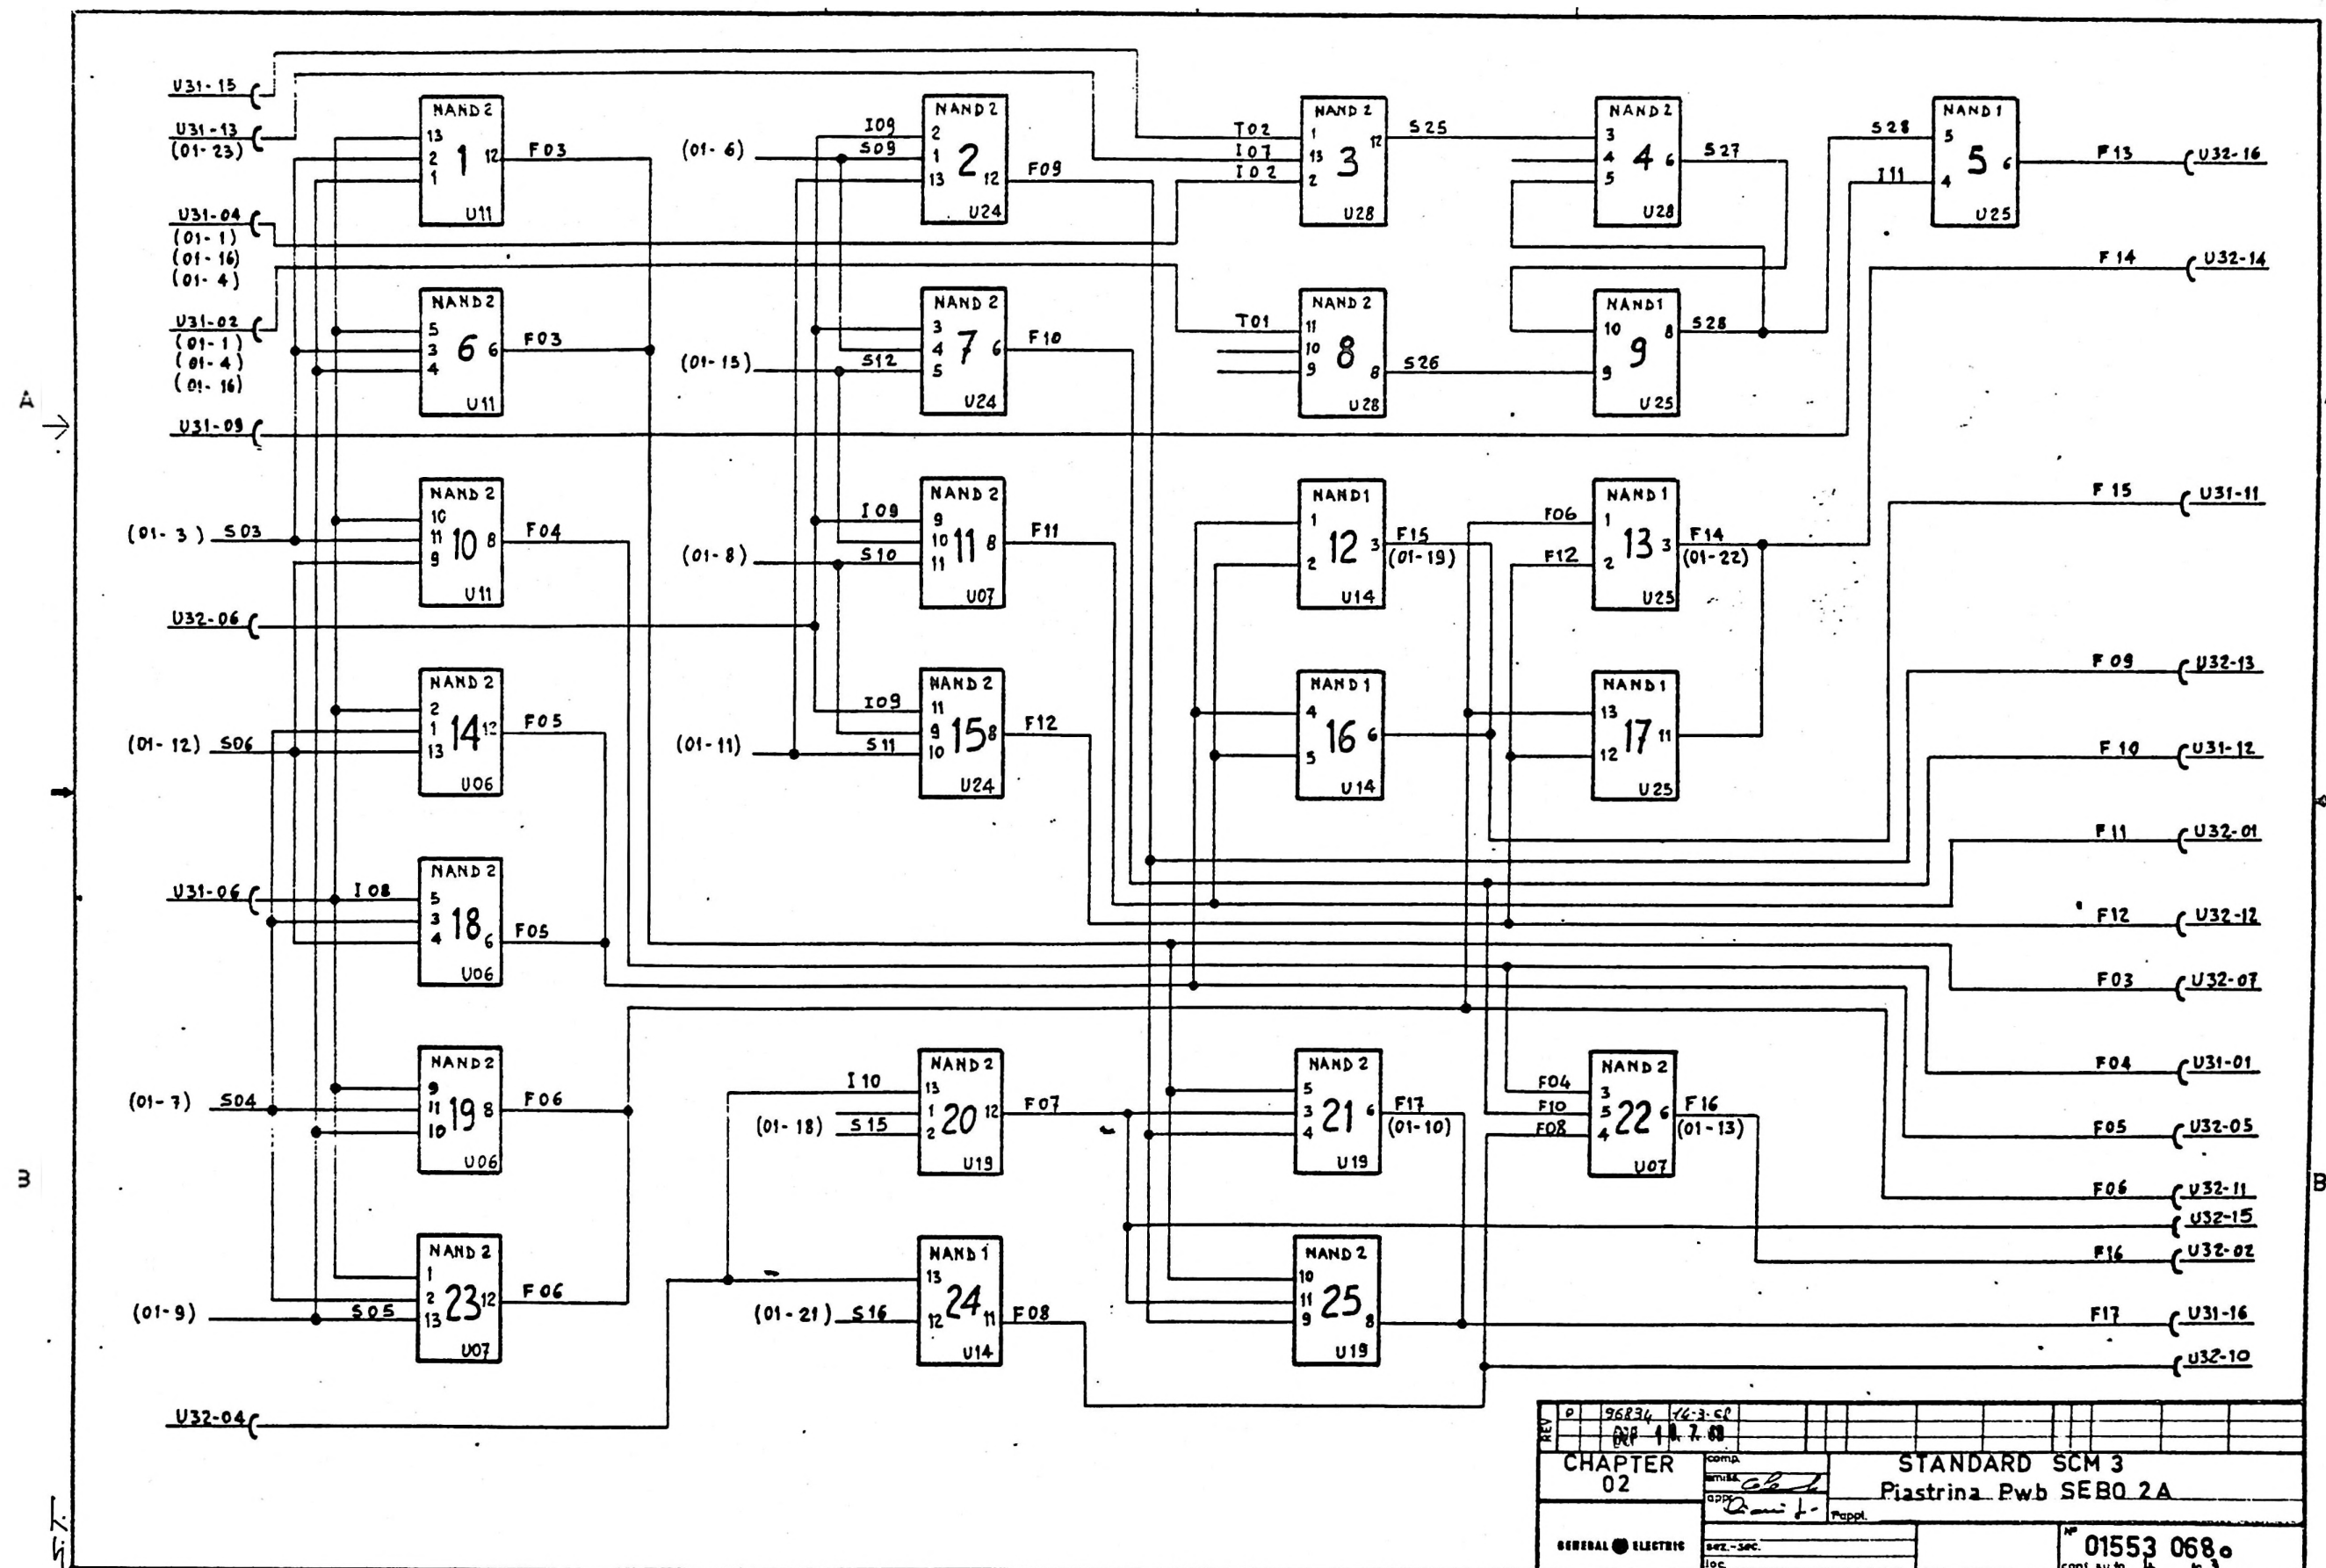 U31-15
U31-13
(01-23)
U31-04
(01-1)
(01-16)
(01-4)
U31-02
(01-1)
(01-4)
(01-16)
U31-09
(01-3) S03
U32-06
(01-12) S06
U31-06 I08
(01-7) S04
(01-9) S05
U32-04
NAND 2
13
2
1
1 12 F03
U11
NAND 2
5
3
4
6 6 F03
U11
NAND 2
10
11
9
10 8 F04
U11
NAND 2
2
1
13
14 12 F05
U06
NAND 2
5
3
4
18 6 F05
U06
NAND 2
9
11
10
19 8 F06
U06
NAND 2
1
2
13
23 12 F06
U07
(01-6)
I09
S09
NAND 2
2
1
13
2 12 F09
U24
(01-15) S12
NAND 2
3
4
5
7 6 F10
U24
(01-8)
I09
S10
NAND 2
9
10
11
11 8 F11
U07
(01-11)
I09
S11
NAND 2
11
9
10
15 8 F12
U24
I10
(01-18) S15
NAND 2
13
1
2
20 12 F07
U19
(01-21) S16
NAND 1
13
12
24 11 F08
U14
T02
I07
I02
NAND 2
1
13
2
3 12 S25
U28
T01
NAND 2
11
10
9
8 8 S26
U28
NAND 1
1
2
12 3 F15
(01-19)
U14
NAND 1
4
5
16 6
U14
NAND 2
5
3
4
21 6 F17
(01-10)
U19
NAND 2
10
11
9
25 8
U19
NAND 2
3
4
5
4 6 S27
U28
NAND 1
10
9
9 8 S28
U25
F06
F12
NAND 1
1
2
13 3 F14
(01-22)
U25
NAND 1
13
12
17 11
U25
F04
F10
F08
NAND 2
3
5
4
22 6 F16
(01-13)
U07
S28
I11
NAND 1
5
4
5 6
U25
F13 U32-16
F14 U32-14
F15 U31-11
F09 U32-13
F10 U31-12
F11 U32-01
F12 U32-12
F03 U32-07
F04 U31-01
F05 U32-05
F06 U32-11
U32-15
F16 U32-02
F17 U31-16
U32-10
A
B
B
REV
96834 14-3-68
CHAPTER
02
comp.
appr.
STANDARD SCM 3
Piastrina Pwb SEBO 2A
P.appl.
GENERAL ELECTRIC
sez.-sec.
loc.
N°
01553 068